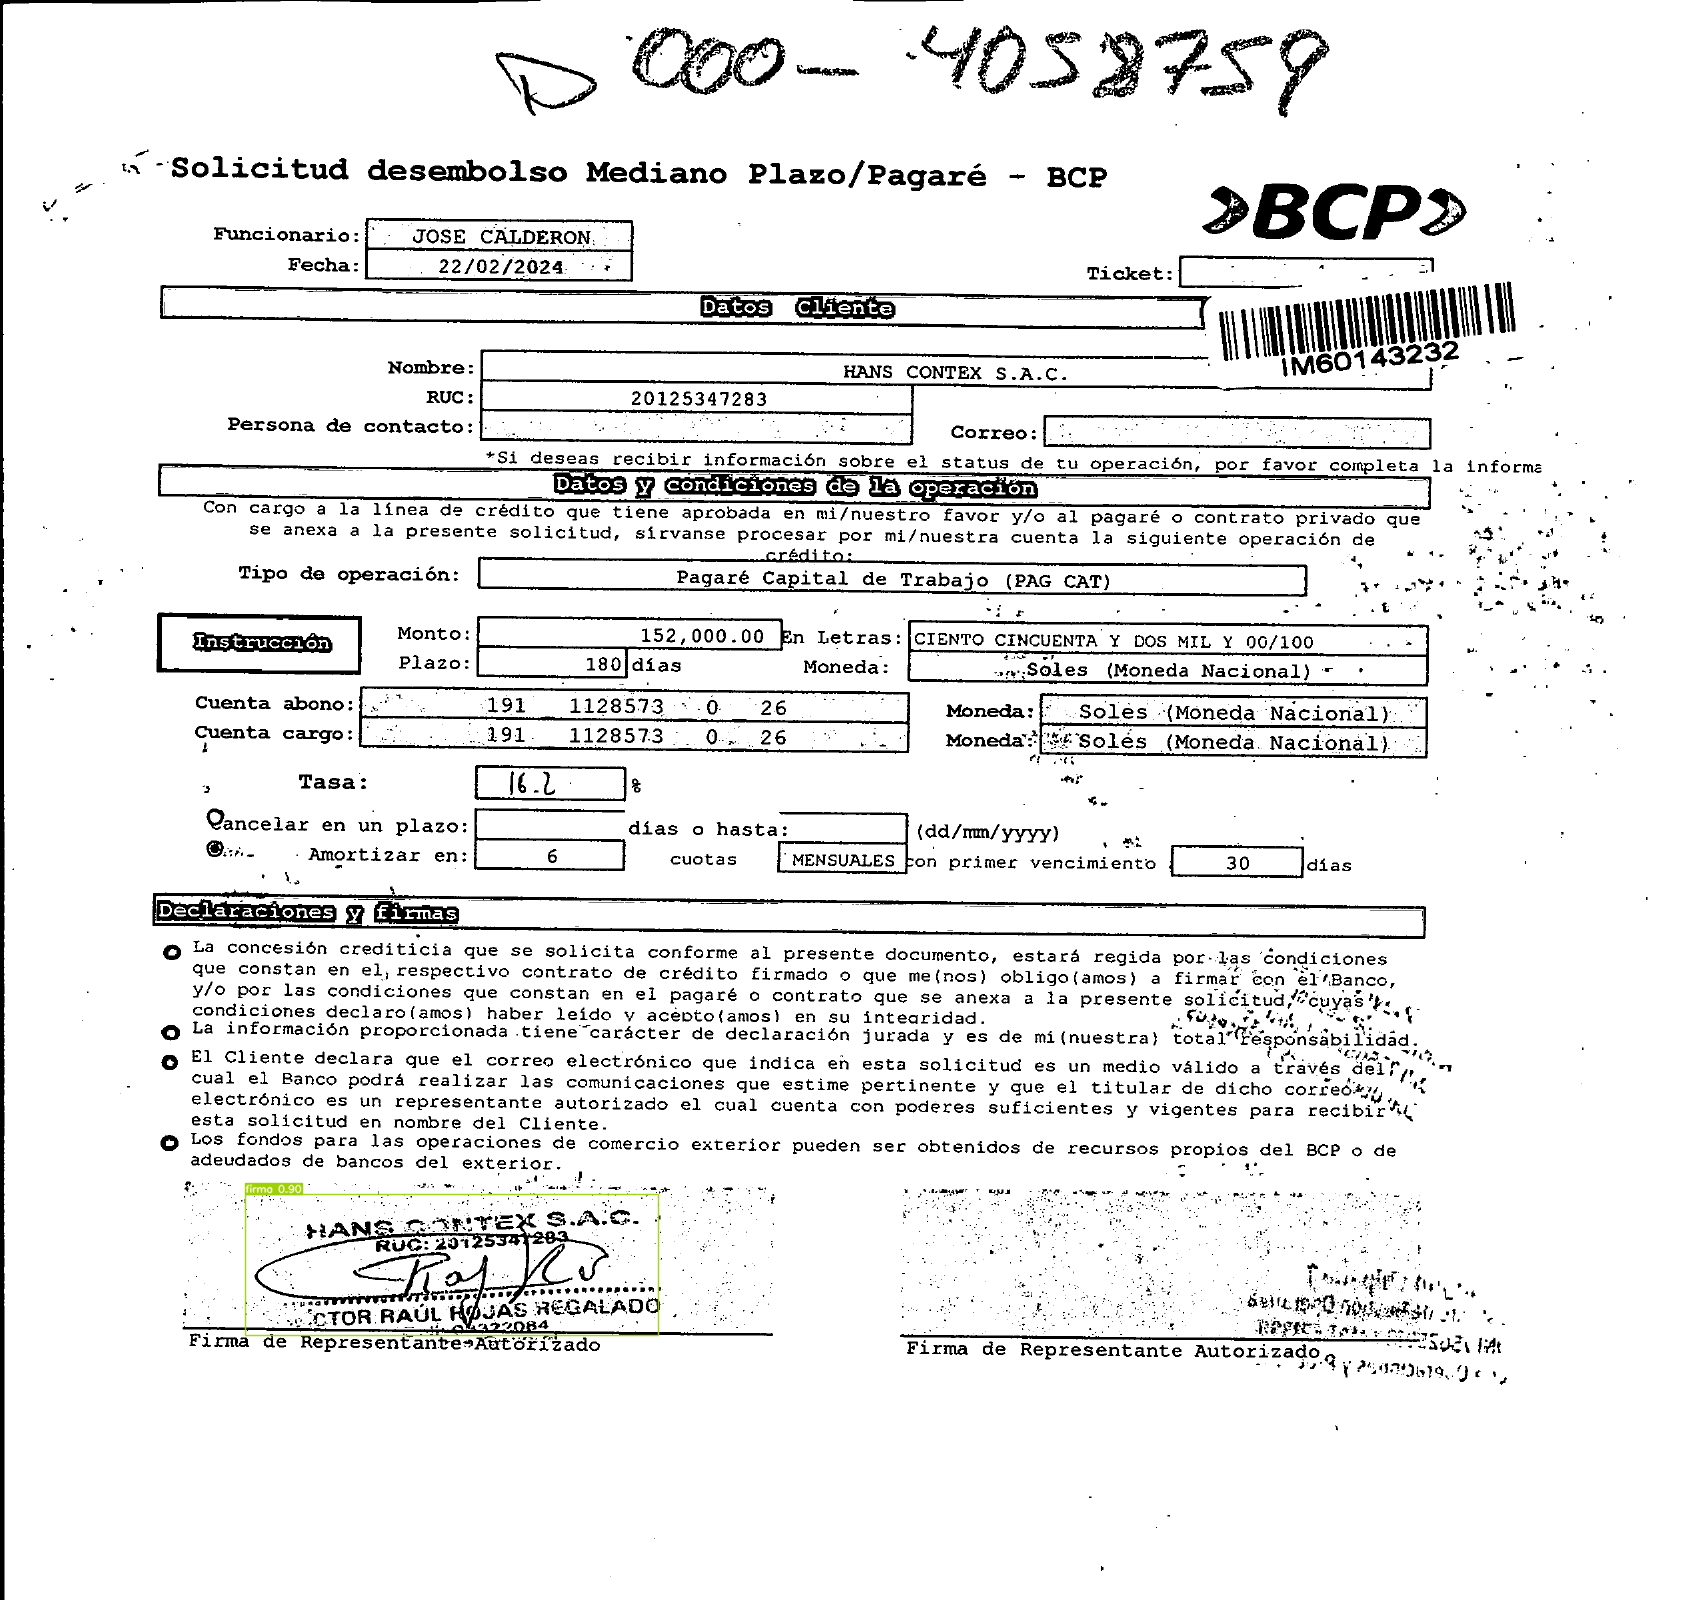 D 000 - 4058759
Solicitud desembolso Mediano Plazo/Pagaré - BCP
BCP
Funcionario: JOSE CALDERON
Fecha: 22/02/2024
Ticket:
Datos Cliente
IM60143232
Nombre: HANS CONTEX S.A.C.
RUC: 20125347283
Persona de contacto: Correo:
*Si deseas recibir información sobre el status de tu operación, por favor completa la informa
Datos y condiciones de la operación
Con cargo a la línea de crédito que tiene aprobada en mi/nuestro favor y/o al pagaré o contrato privado que
se anexa a la presente solicitud, sírvanse procesar por mi/nuestra cuenta la siguiente operación de
crédito:
Tipo de operación: Pagaré Capital de Trabajo (PAG CAT)
Instrucción
Monto: 152,000.00 En Letras: CIENTO CINCUENTA Y DOS MIL Y 00/100
Plazo: 180 días Moneda: Soles (Moneda Nacional)
Cuenta abono: 191 1128573 0 26 Moneda: Soles (Moneda Nacional)
Cuenta cargo: 191 1128573 0 26 Moneda: Soles (Moneda Nacional)
Tasa: 16.2 %
Cancelar en un plazo: días o hasta: (dd/mm/yyyy)
Amortizar en: 6 cuotas MENSUALES con primer vencimiento 30 días
Declaraciones y firmas
La concesión crediticia que se solicita conforme al presente documento, estará regida por las condiciones
que constan en el respectivo contrato de crédito firmado o que me(nos) obligo(amos) a firmar con el Banco,
y/o por las condiciones que constan en el pagaré o contrato que se anexa a la presente solicitud, cuyas
condiciones declaro(amos) haber leído y acepto(amos) en su integridad.
La información proporcionada tiene carácter de declaración jurada y es de mi(nuestra) total responsabilidad.
El Cliente declara que el correo electrónico que indica en esta solicitud es un medio válido a través del
cual el Banco podrá realizar las comunicaciones que estime pertinente y que el titular de dicho correo
electrónico es un representante autorizado el cual cuenta con poderes suficientes y vigentes para recibir
esta solicitud en nombre del Cliente.
Los fondos para las operaciones de comercio exterior pueden ser obtenidos de recursos propios del BCP o de
adeudados de bancos del exterior.
firma 0.90
HANS CONTEX S.A.C.
RUC: 20125347283
CTOR RAÚL ROJAS REGALADO
Firma de Representante Autorizado
Firma de Representante Autorizado